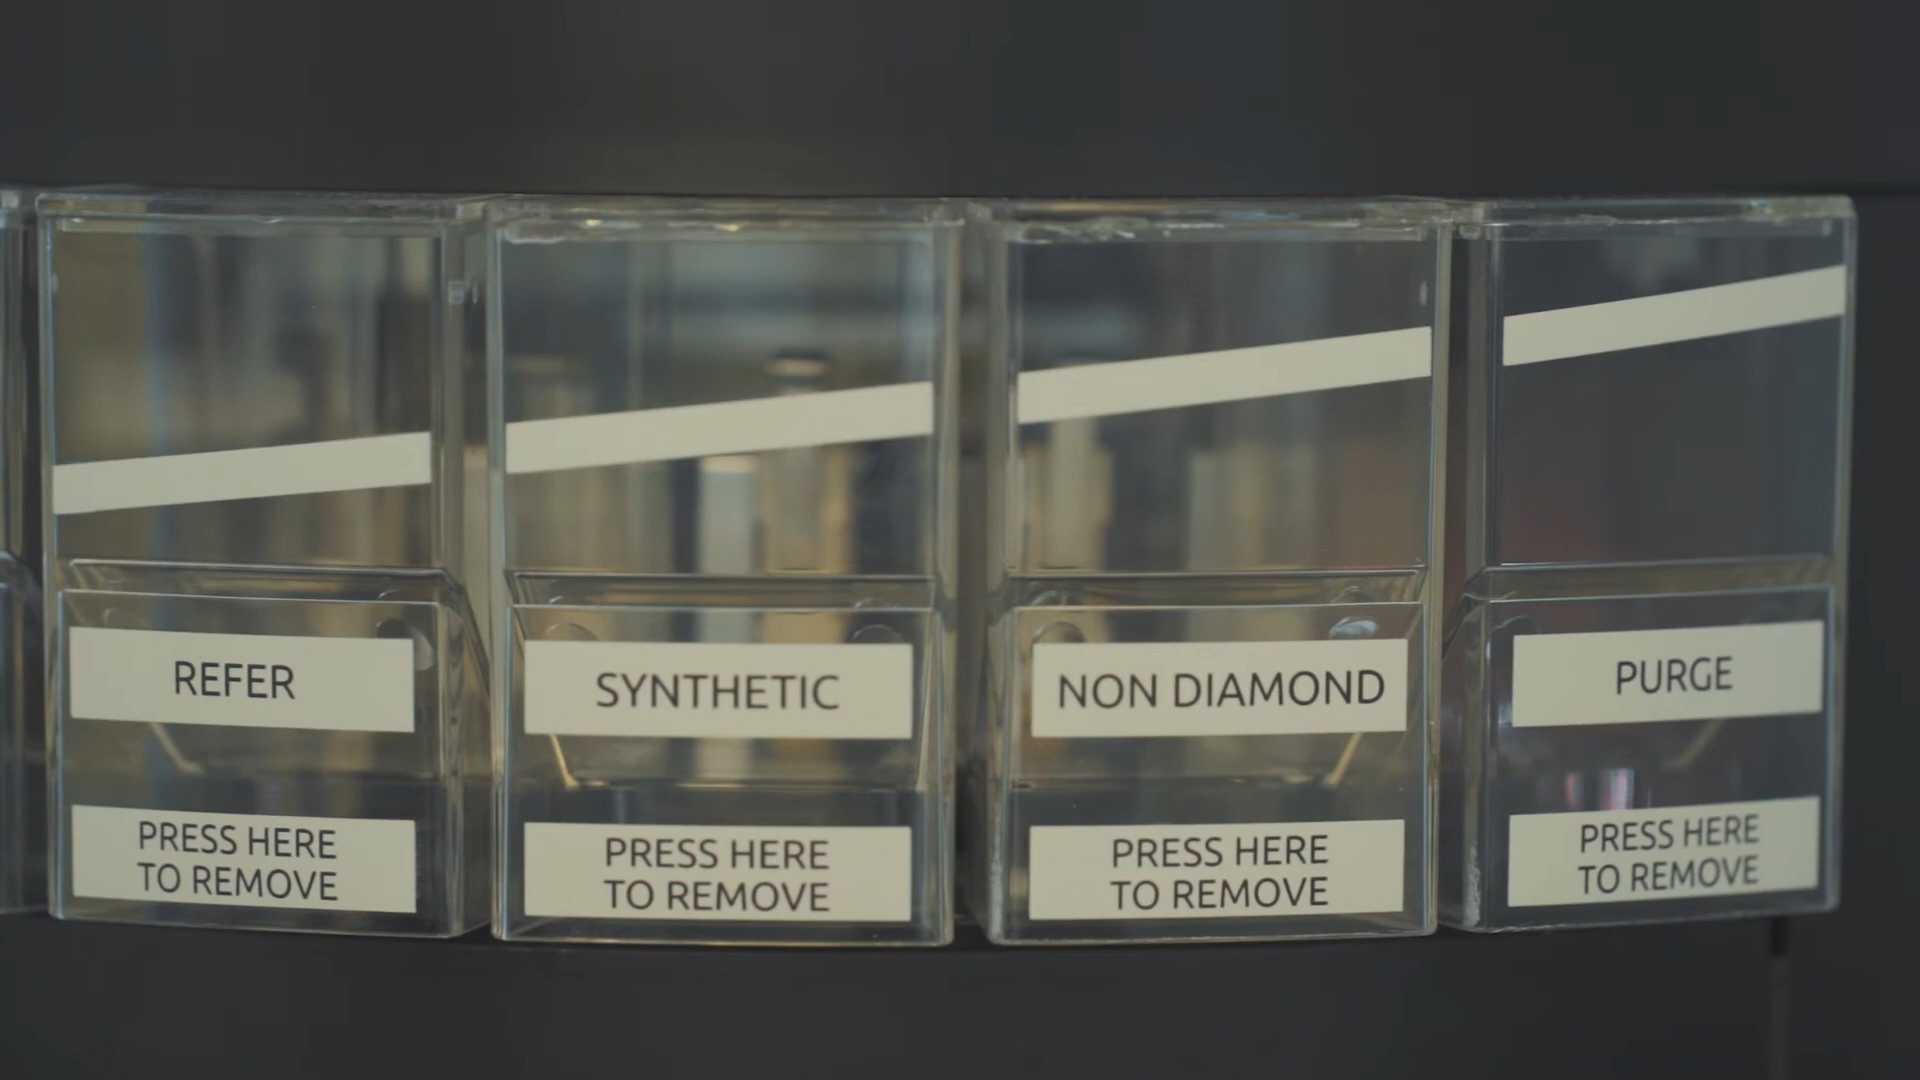 REFER
PRESS HERE
TO REMOVE
SYNTHETIC
PRESS HERE
TO REMOVE
NON DIAMOND
PRESS HERE
TO REMOVE
PURGE
PRESS HERE
TO REMOVE